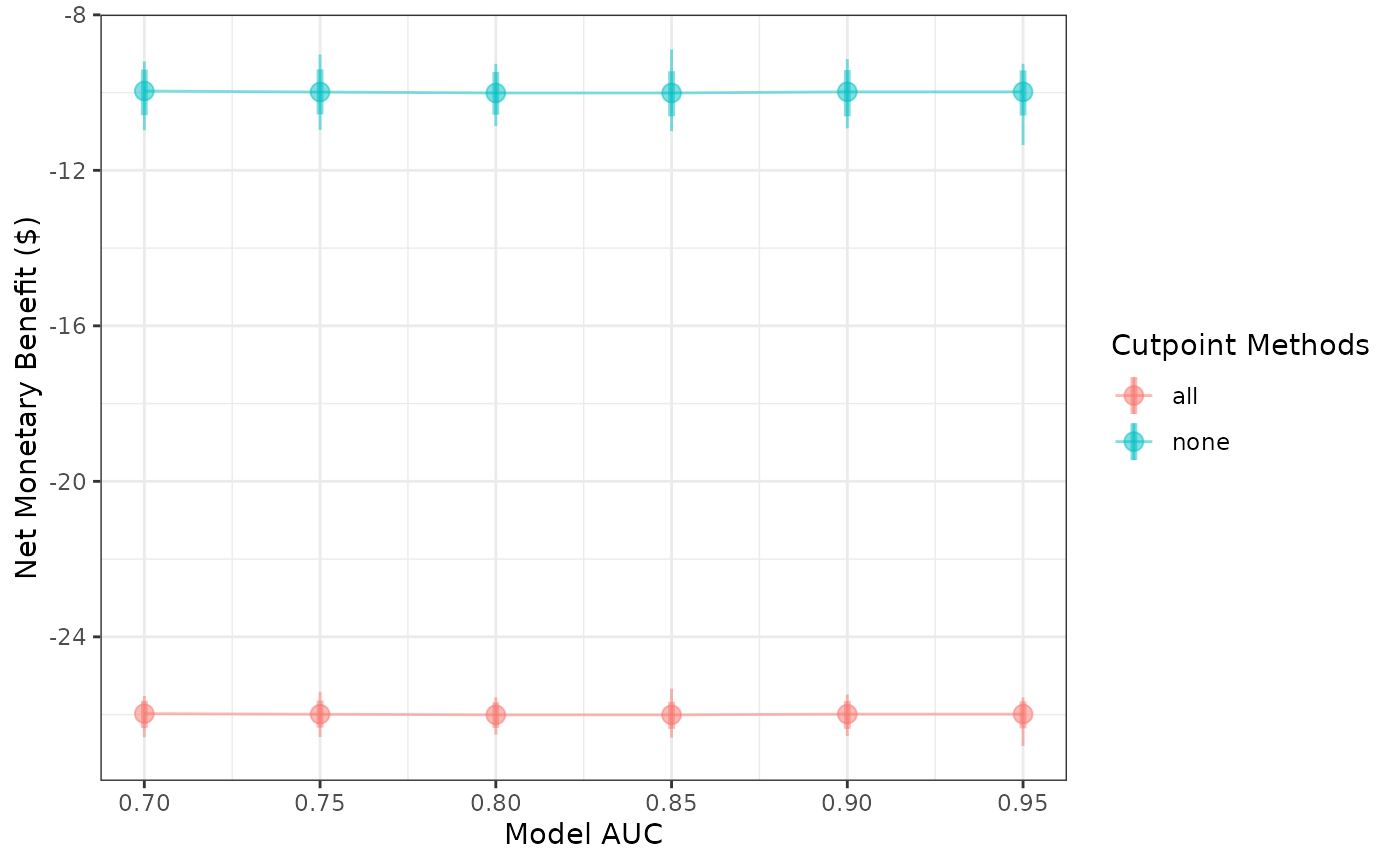 -8
-12
-16
-20
-24
Net Monetary Benefit ($)
0.70 0.75 0.80 0.85 0.90 0.95
Model AUC
Cutpoint Methods
all
none